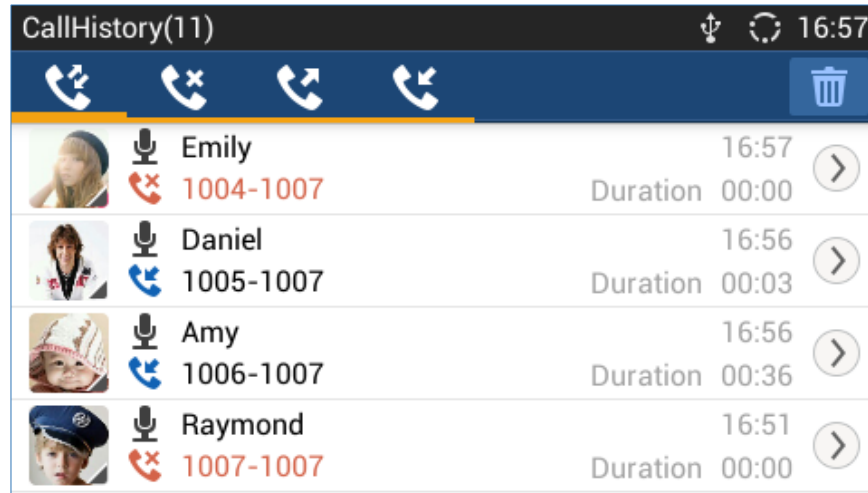 CallHistory(11) 16:57
Emily 16:57
1004-1007 Duration 00:00
Daniel 16:56
1005-1007 Duration 00:03
Amy 16:56
1006-1007 Duration 00:36
Raymond 16:51
1007-1007 Duration 00:00